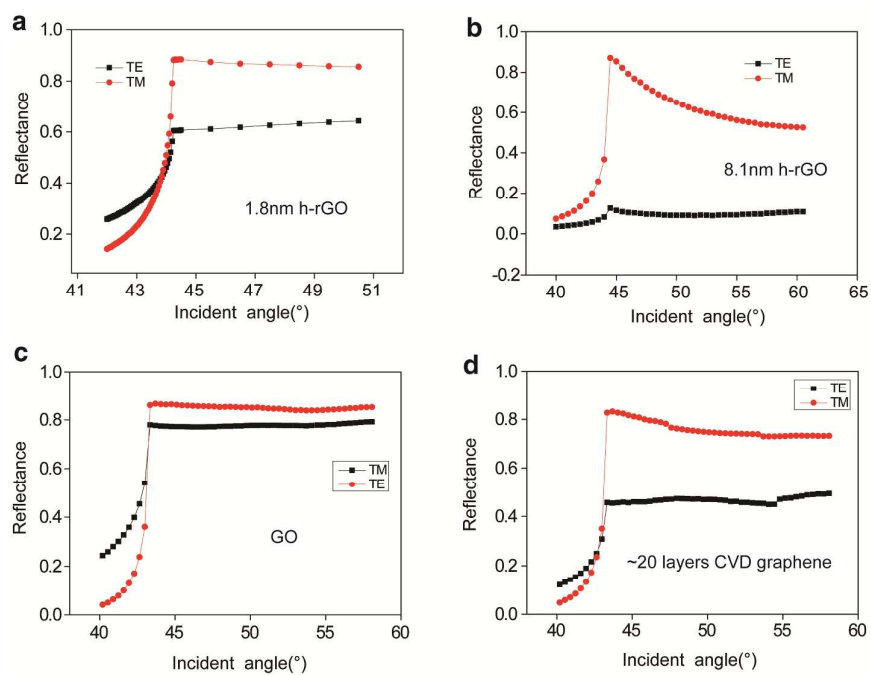 a
1.0
0.8
0.6
0.4
0.2
Reflectance
TE
TM
1.8nm h-rGO
41 43 45 47 49 51
Incident angle(°)
b
1.0
0.8
0.6
0.4
0.2
0.0
-0.2
Reflectance
TE
TM
8.1nm h-rGO
40 45 50 55 60 65
Incident angle(°)
c
1.0
0.8
0.6
0.4
0.2
0.0
Reflectance
TM
TE
GO
40 45 50 55 60
Incident angle(°)
d
1.0
0.8
0.6
0.4
0.2
0.0
Reflectance
TE
TM
~20 layers CVD graphene
40 45 50 55 60
Incident angle(°)